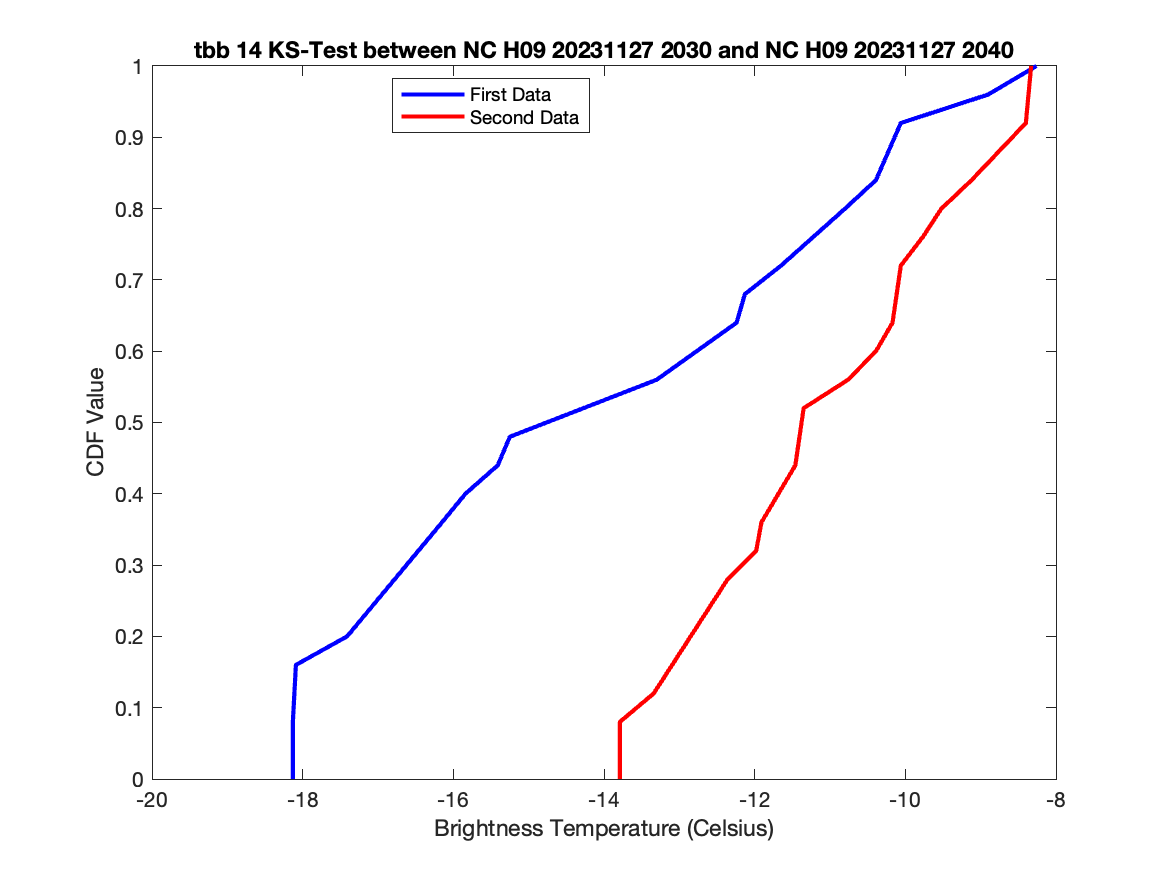 tbb 14 KS-Test between NC H09 20231127 2030 and NC H09 20231127 2040
First Data
Second Data
1
0.9
0.8
0.7
0.6
0.5
0.4
0.3
0.2
0.1
0
CDF Value
-20 -18 -16 -14 -12 -10 -8
Brightness Temperature (Celsius)